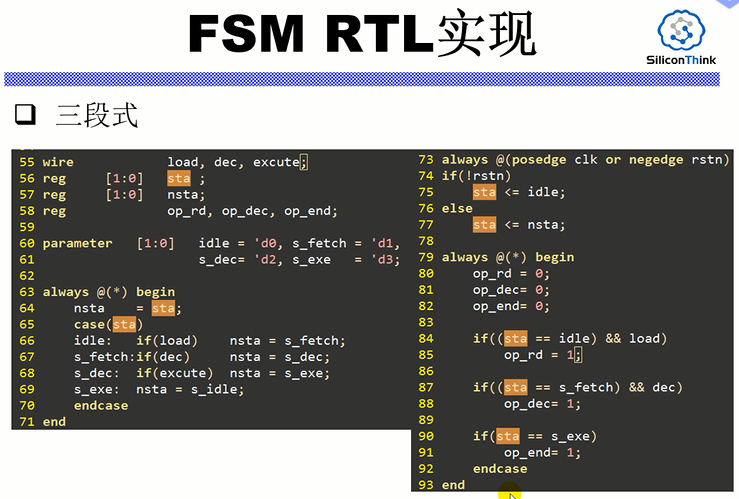 FSM RTL实现
SiliconThink
三段式
55 wire load, dec, excute;
56 reg [1:0] sta ;
57 reg [1:0] nsta;
58 reg op_rd, op_dec, op_end;
59
60 parameter [1:0] idle = 'd0, s_fetch = 'd1,
61 s_dec= 'd2, s_exe = 'd3;
62
63 always @(*) begin
64 nsta = sta;
65 case(sta)
66 idle: if(load) nsta = s_fetch;
67 s_fetch:if(dec) nsta = s_dec;
68 s_dec: if(excute) nsta = s_exe;
69 s_exe: nsta = s_idle;
70 endcase
71 end
73 always @(posedge clk or negedge rstn)
74 if(!rstn)
75 sta <= idle;
76 else
77 sta <= nsta;
78
79 always @(*) begin
80 op_rd = 0;
81 op_dec= 0;
82 op_end= 0;
83
84 if((sta == idle) && load)
85 op_rd = 1;
86
87 if((sta == s_fetch) && dec)
88 op_dec= 1;
89
90 if(sta == s_exe)
91 op_end= 1;
92 endcase
93 end